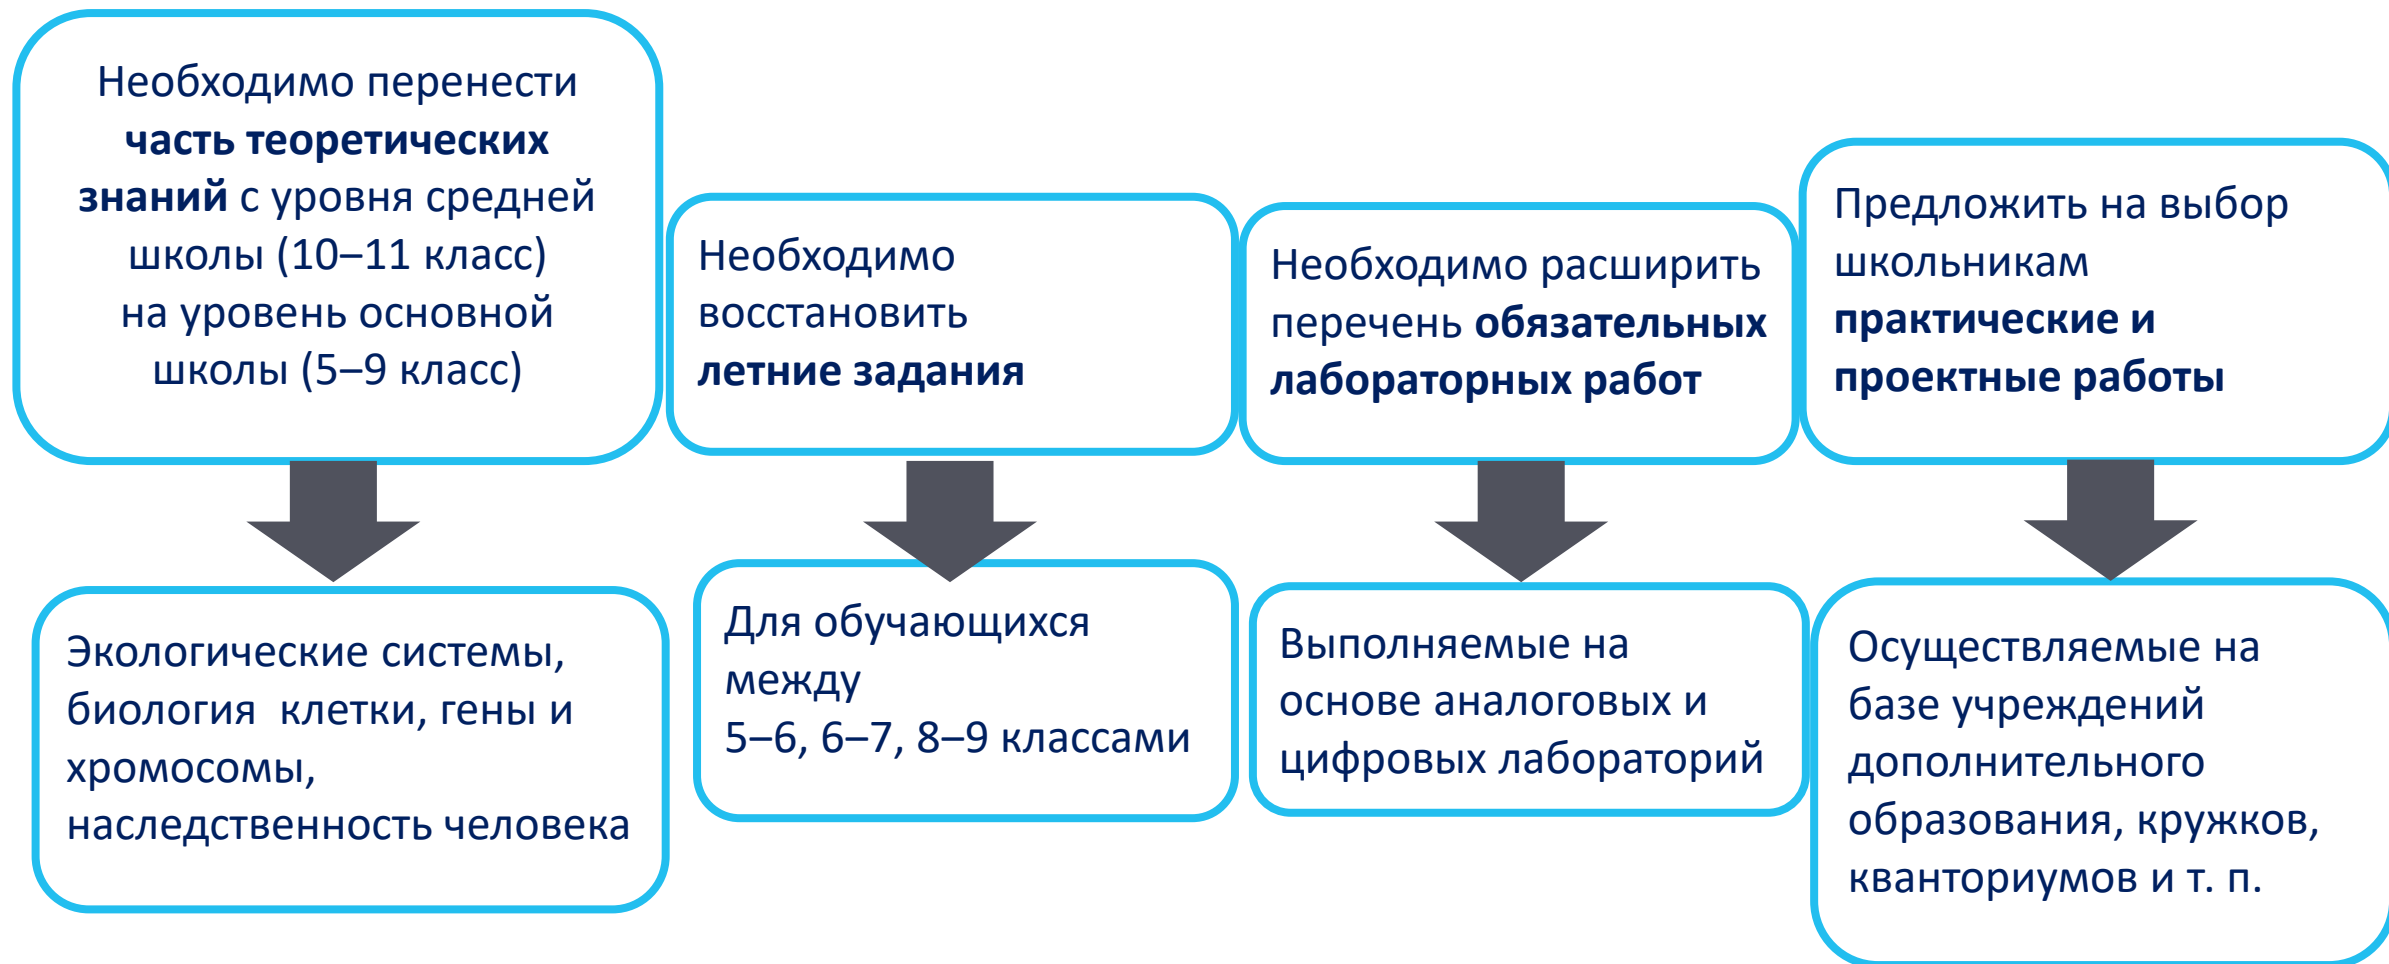 Необходимо перенести
часть теоретических
знаний с уровня средней
школы (10–11 класс)
на уровень основной
школы (5–9 класс)
Необходимо
восстановить
летние задания
Необходимо расширить
перечень обязательных
лабораторных работ
Предложить на выбор
школьникам
практические и
проектные работы
Экологические системы,
биология  клетки, гены и
хромосомы,
наследственность человека
Для обучающихся
между
5–6, 6–7, 8–9 классами
Выполняемые на
основе аналоговых и
цифровых лабораторий
Осуществляемые на
базе учреждений
дополнительного
образования, кружков,
кванториумов и т. п.